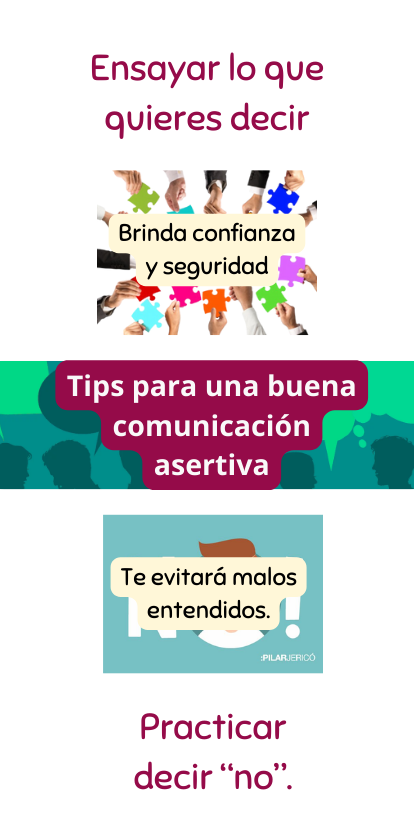 Ensayar lo que
quieres decir
Brinda confianza
y seguridad
Tips para una buena
comunicación
asertiva
Te evitará malos
entendidos.
:PILARJERICÓ
Practicar
decir “no”.